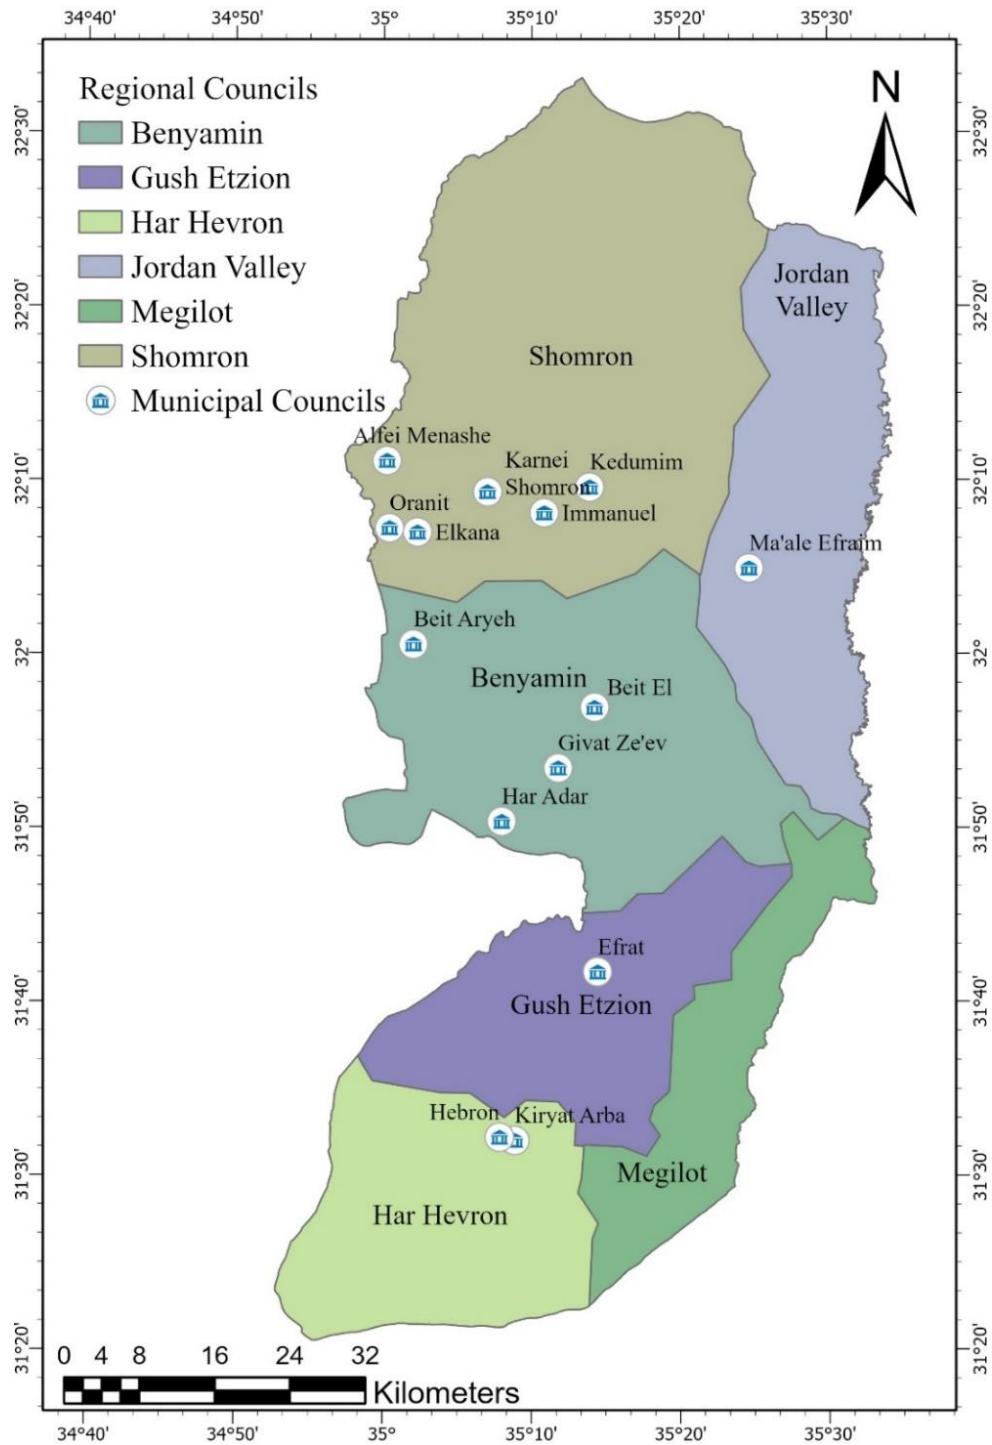 34°40' 34°50' 35° 35°10' 35°20' 35°30'
Regional Councils
Benyamin
Gush Etzion
Har Hevron
Jordan Valley
Megilot
Shomron
Municipal Councils
N
32°30'
32°20'
32°10'
32°
31°50'
31°40'
31°30'
31°20'
32°30'
32°20'
32°10'
32°
31°50'
31°40'
31°30'
31°20'
Jordan
Valley
Shomron
Alfei Menashe
Karnei
Shomron
Kedumim
Oranit
Elkana
Immanuel
Ma'ale Efraim
Beit Aryeh
Benyamin
Beit El
Givat Ze'ev
Har Adar
Efrat
Gush Etzion
Hebron
Kiryat Arba
Megilot
Har Hevron
0 4 8 16 24 32
Kilometers
34°40' 34°50' 35° 35°10' 35°20' 35°30'